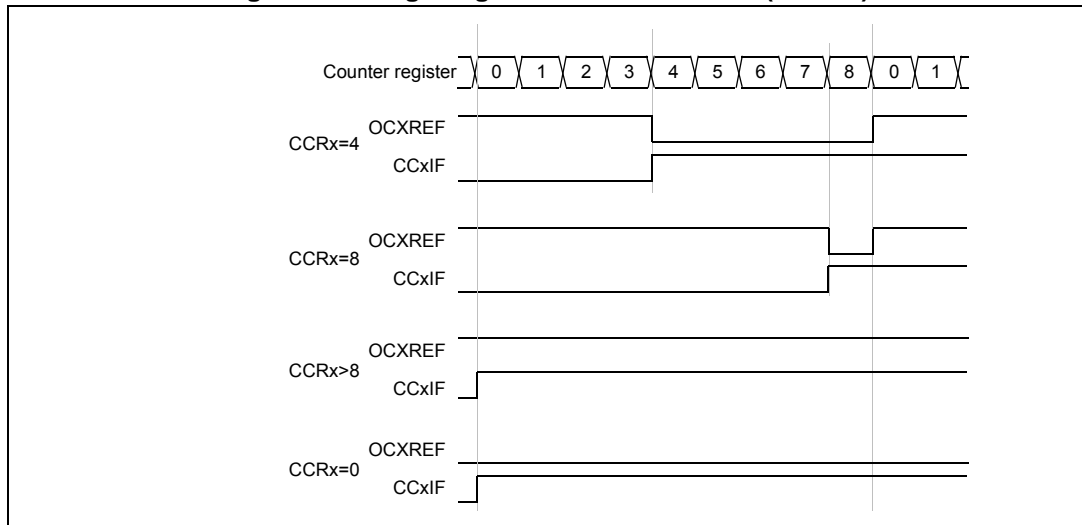 Counter register 0 1 2 3 4 5 6 7 8 0 1
OCXREF
CCRx=4
CCxIF
OCXREF
CCRx=8
CCxIF
OCXREF
CCRx>8
CCxIF
OCXREF
CCRx=0
CCxIF